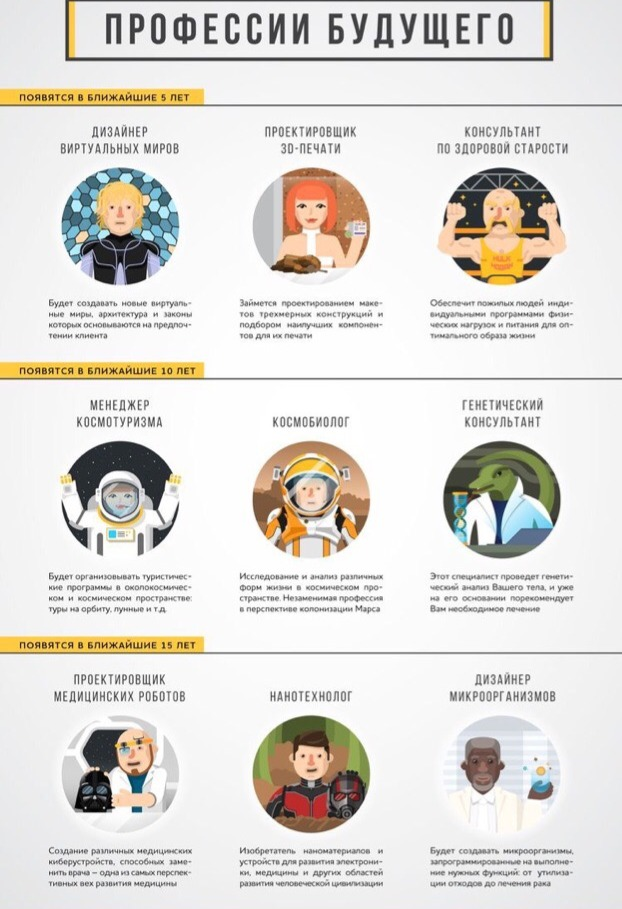 ПРОФЕССИИ БУДУЩЕГО
ПОЯВЯТСЯ В БЛИЖАЙШИЕ 5 ЛЕТ
ДИЗАЙНЕР
ВИРТУАЛЬНЫХ МИРОВ
Будет создавать новые виртуаль-
ные миры, архитектура и законы
которых основываются на предпоч-
тении клиента
ПРОЕКТИРОВЩИК
3D-ПЕЧАТИ
Займется проектированием маке-
тов трехмерных конструкций и
подбором наилучших компонен-
тов для их печати
КОНСУЛЬТАНТ
ПО ЗДОРОВОЙ СТАРОСТИ
Обеспечит пожилых людей инди-
видуальными программами физи-
ческих нагрузок и питания для оп-
тимального образа жизни
ПОЯВЯТСЯ В БЛИЖАЙШИЕ 10 ЛЕТ
МЕНЕДЖЕР
КОСМОТУРИЗМА
Будет организовывать туристичес-
кие программы в околокосмичес-
ком и космическом пространстве:
туры на орбиту, лунные и т.д.
КОСМОБИОЛОГ
Исследование и анализ различных
форм жизни в космическом про-
странстве. Незаменимая профессия
в перспективе колонизации Марса
ГЕНЕТИЧЕСКИЙ
КОНСУЛЬТАНТ
Этот специалист проведет генети-
ческий анализ Вашего тела, и уже
на его основании порекомендует
Вам необходимое лечение
ПОЯВЯТСЯ В БЛИЖАЙШИЕ 15 ЛЕТ
ПРОЕКТИРОВЩИК
МЕДИЦИНСКИХ РОБОТОВ
Создание различных медицинских
киберустройств, способных заме-
нить врача – одна из самых перспек-
тивных вех развития медицины
НАНОТЕХНОЛОГ
Изобретатель наноматериалов и
устройств для развития электрони-
ки, медицины и других областей
развития человеческой цивилизации
ДИЗАЙНЕР
МИКРООРГАНИЗМОВ
Будет создавать микроорганизмы,
запрограммированные на выполне-
ние нужных функций: от утилиза-
ции отходов до лечения рака